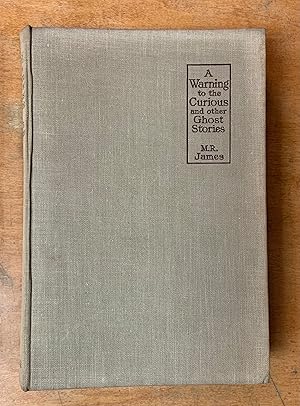 A
Warning
to the
Curious
and other
Ghost
Stories
M.R.
James